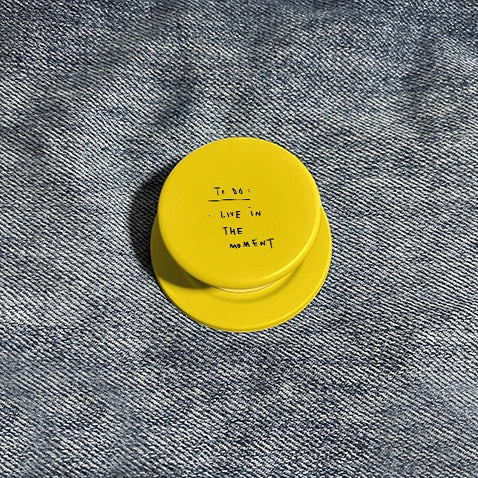 To DO:
· LIVE iN
THE
MOMENT